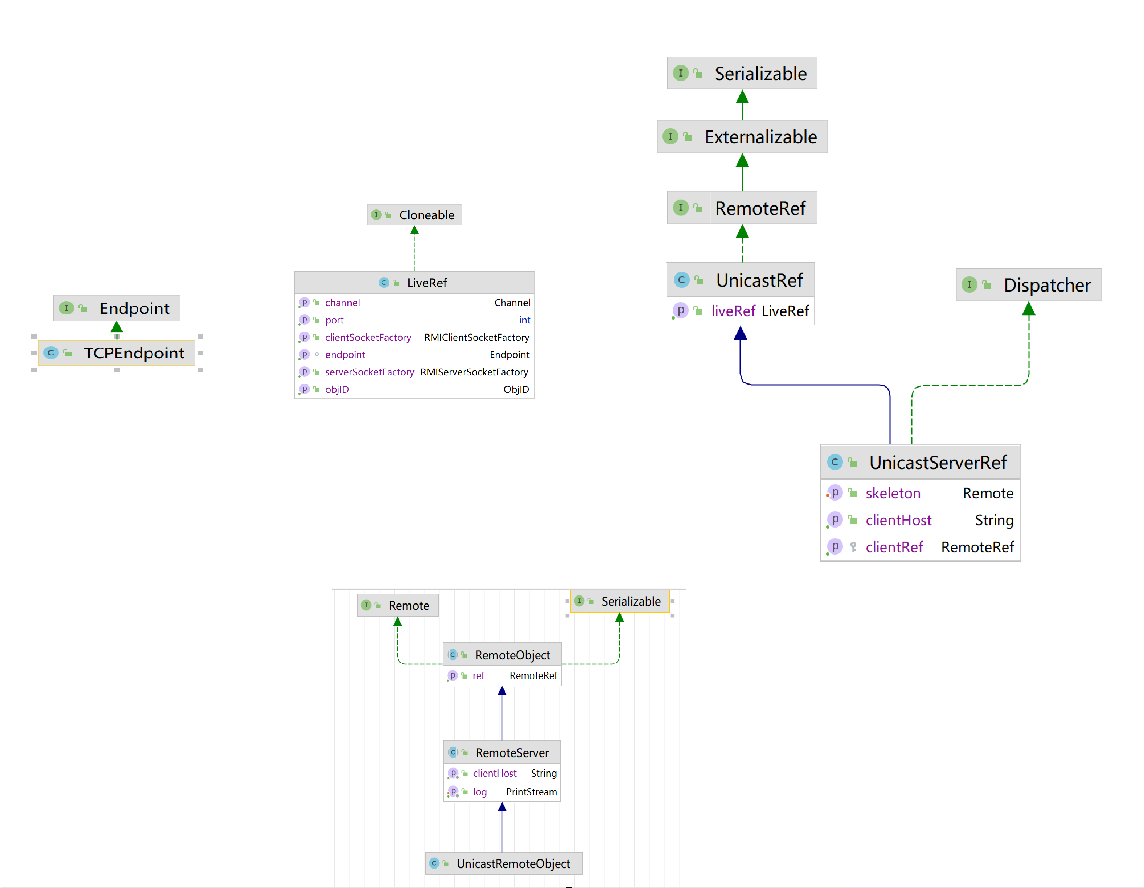 Serializable
Externalizable
RemoteRef
UnicastRef
liveRef LiveRef
Dispatcher
UnicastServerRef
skeleton Remote
clientHost String
clientRef RemoteRef
Cloneable
LiveRef
channel Channel
port int
clientSocketFactory RMIClientSocketFactory
endpoint Endpoint
serverSocketFactory RMIServerSocketFactory
objID ObjID
Endpoint
TCPEndpoint
Remote
Serializable
RemoteObject
ref RemoteRef
RemoteServer
clientHost String
log PrintStream
UnicastRemoteObject